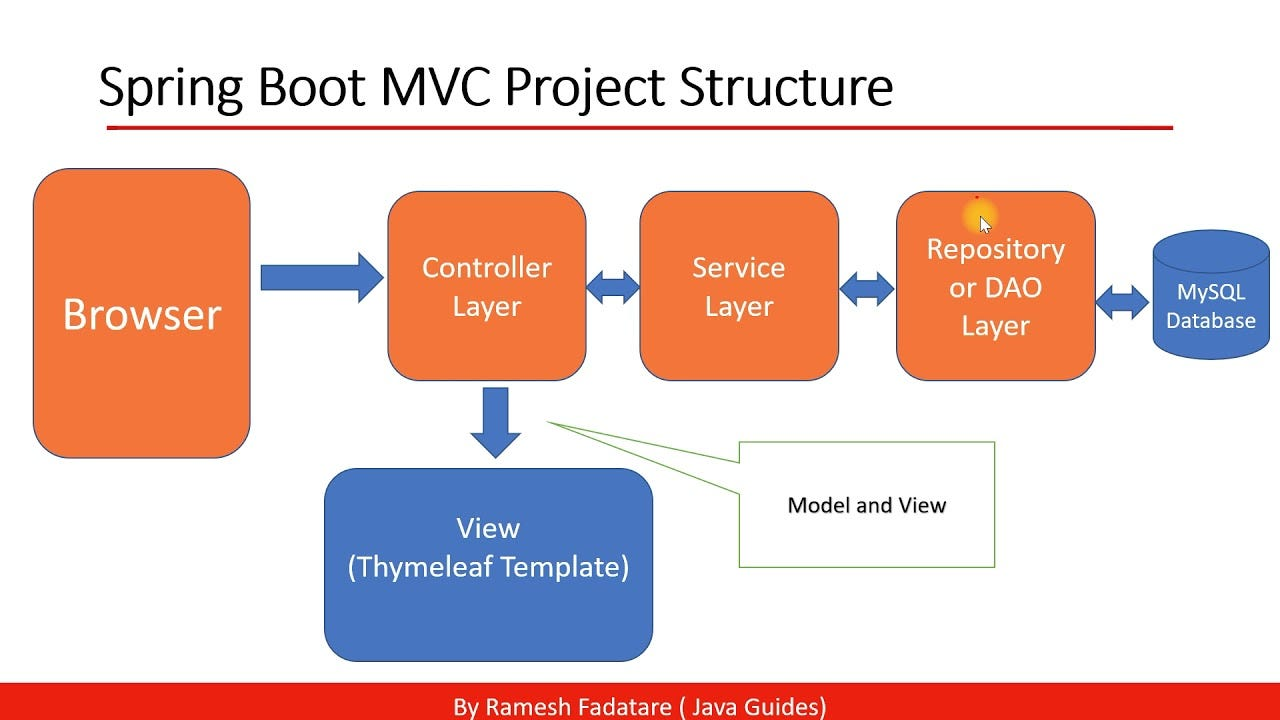 Spring Boot MVC Project Structure
Browser
Controller
Layer
Service
Layer
Repository
or DAO
Layer
MySQL
Database
View
(Thymeleaf Template)
Model and View
By Ramesh Fadatare ( Java Guides)